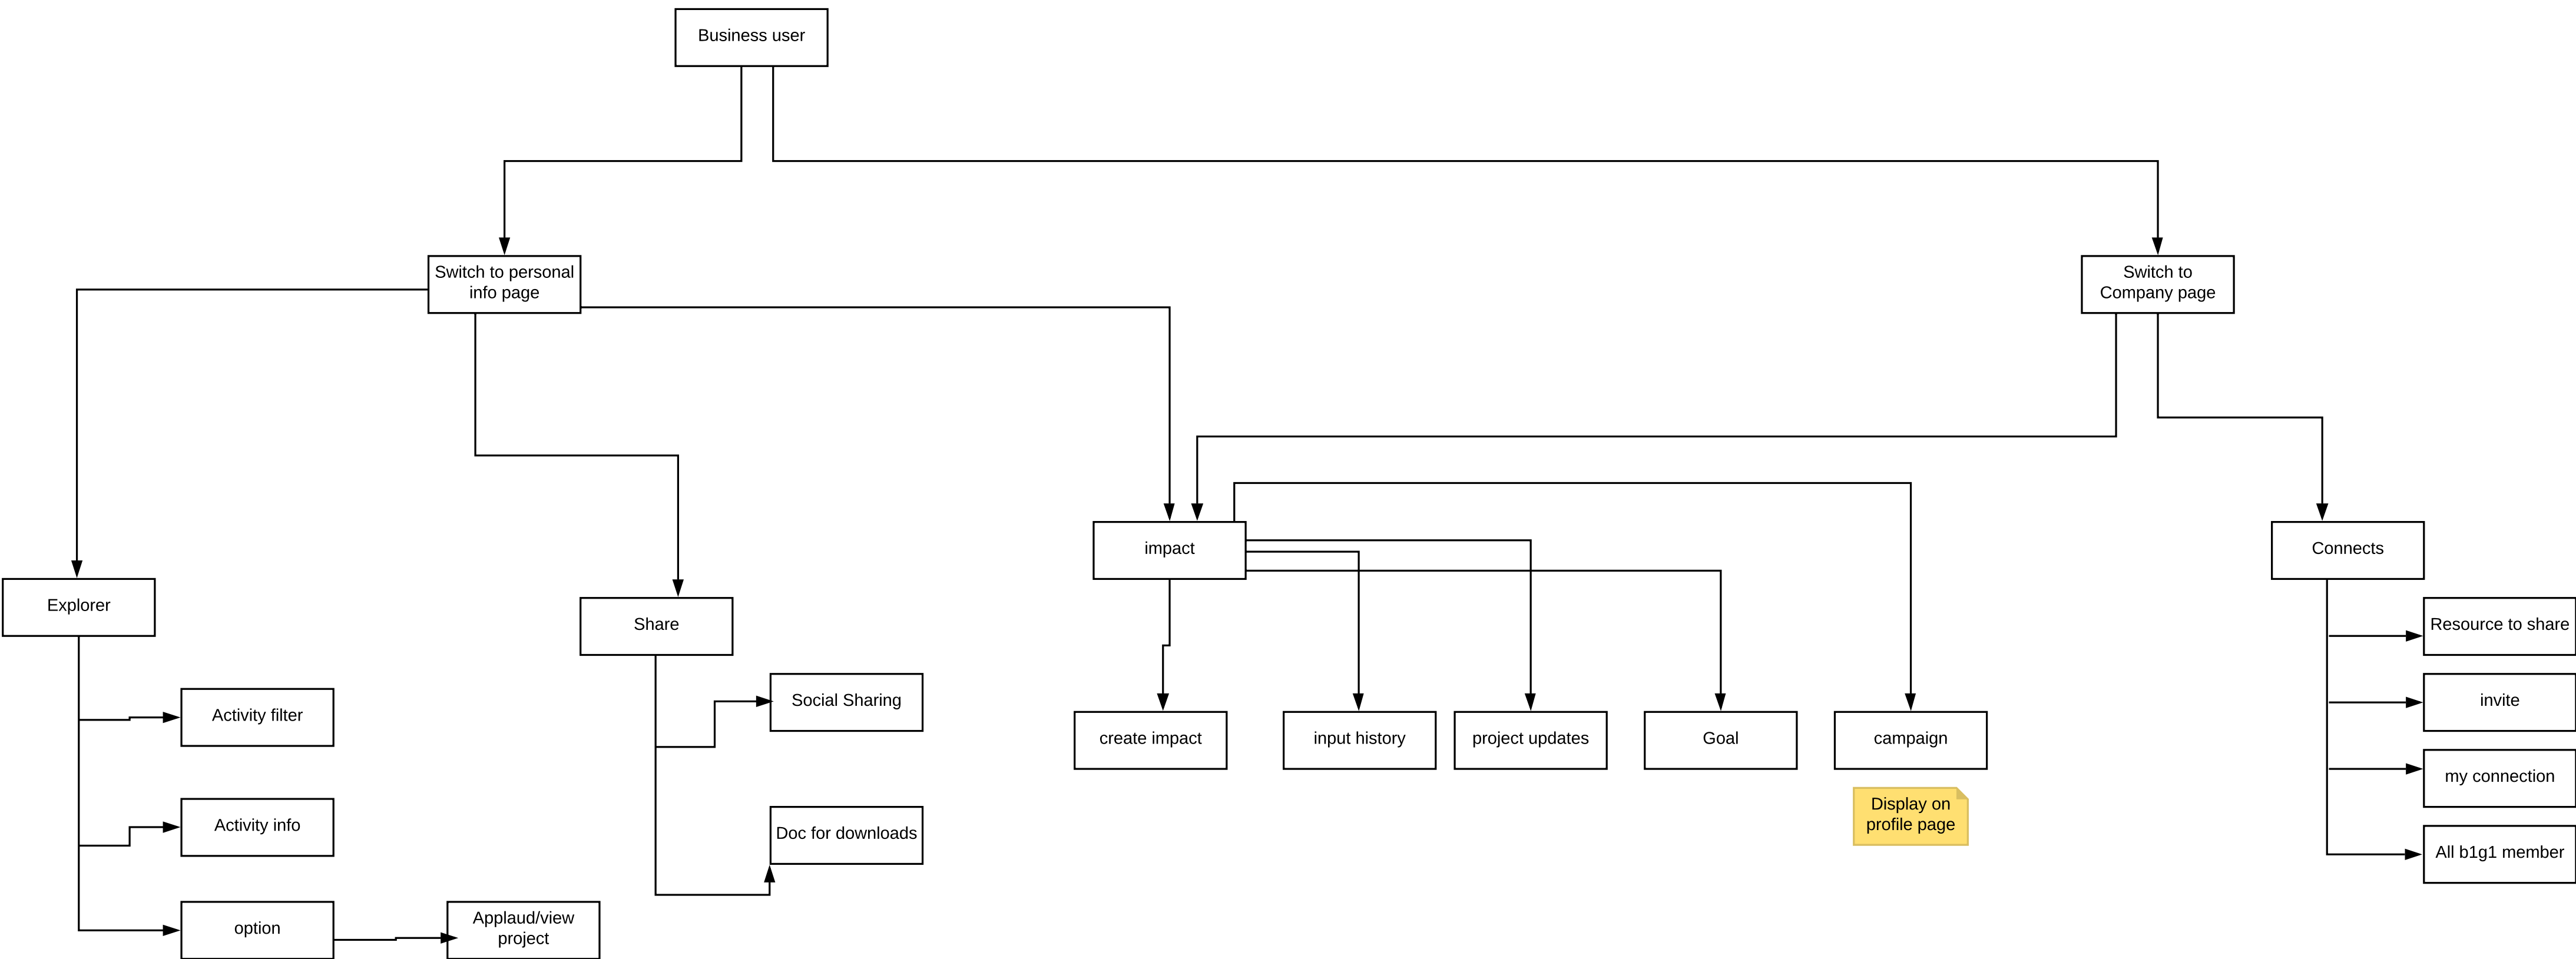 Business user
Switch to personal
info page
Switch to
Company page
impact
Connects
Explorer
Share
Resource to share
Social Sharing
invite
Activity filter
create impact
input history
project updates
Goal
campaign
my connection
Display on
profile page
Activity info
Doc for downloads
All b1g1 member
option
Applaud/view
project